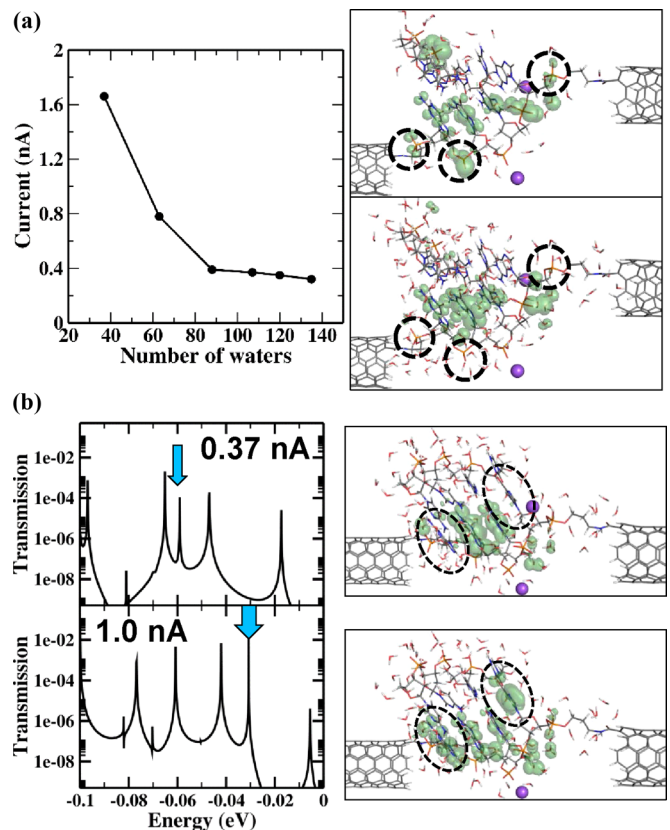 (a)
2
1.6
1.2
0.8
0.4
0
Current (nA)
20 40 60 80 100 120 140
Number of waters
(b)
0.37 nA
1e-02
1e-04
1e-06
1e-08
Transmission
1.0 nA
1e-02
1e-04
1e-06
1e-08
Transmission
-0.1 -0.08 -0.06 -0.04 -0.02 0
Energy (eV)